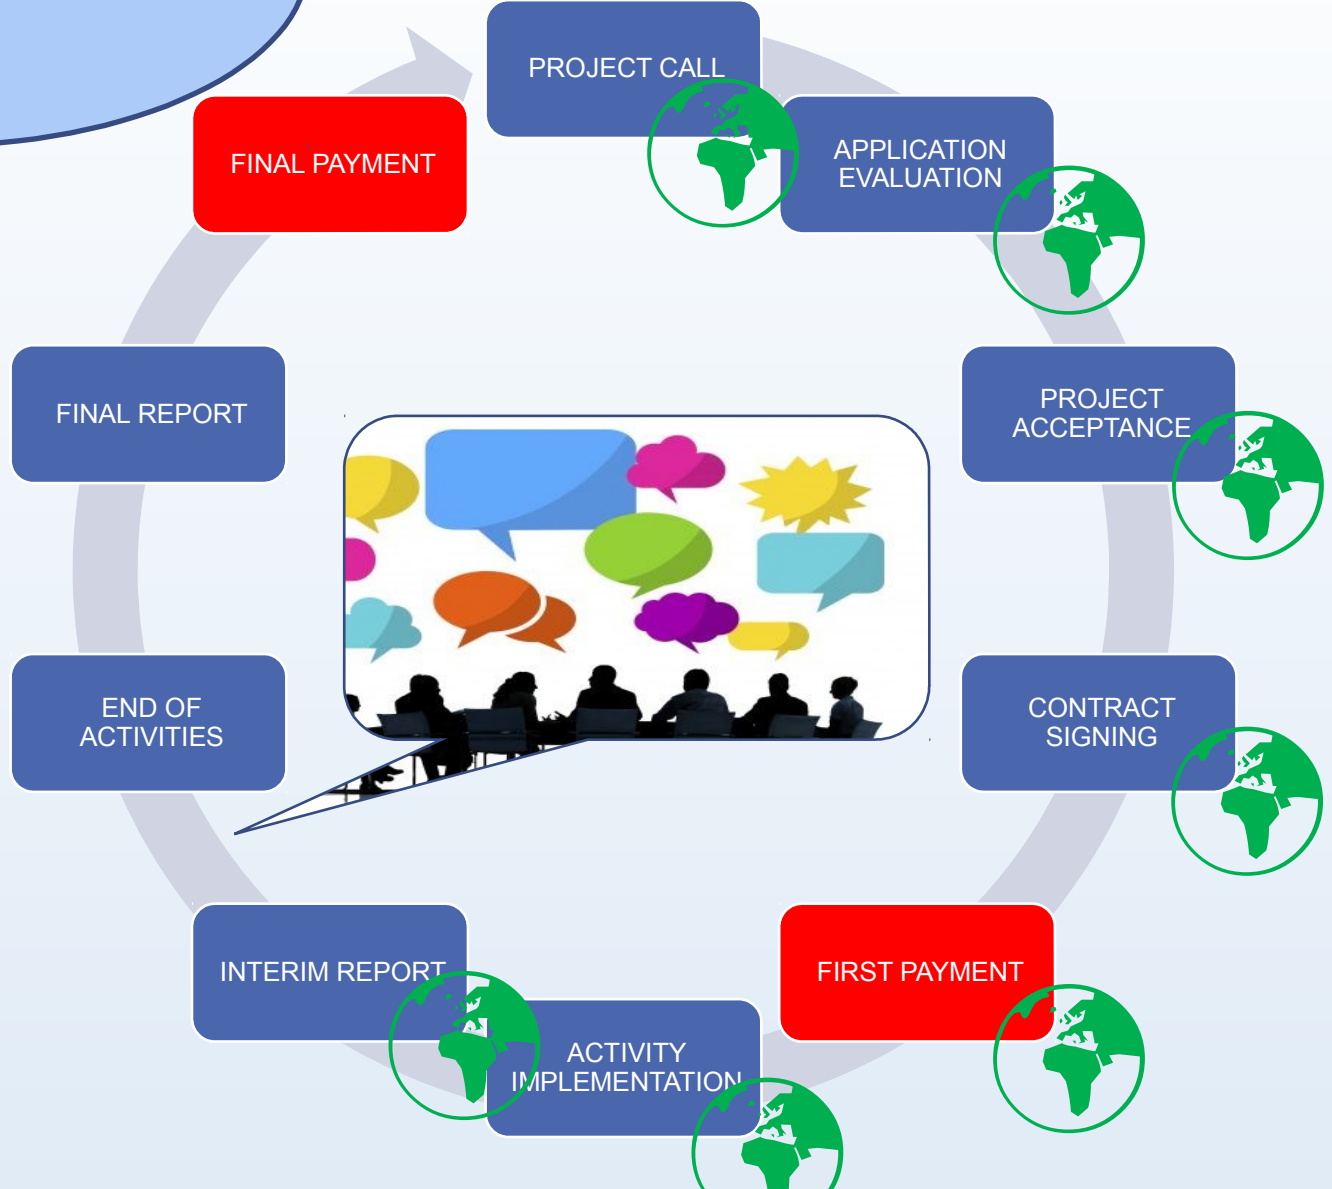 PROJECT CALL
APPLICATION
EVALUATION
PROJECT
ACCEPTANCE
CONTRACT
SIGNING
FIRST PAYMENT
ACTIVITY
IMPLEMENTATION
INTERIM REPORT
END OF
ACTIVITIES
FINAL REPORT
FINAL PAYMENT